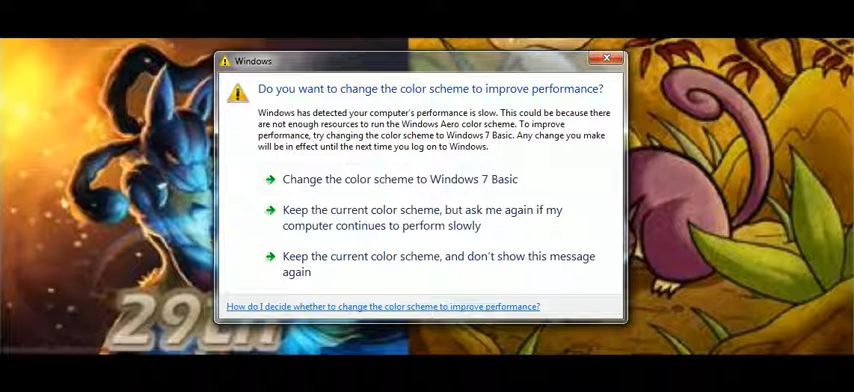 Windows
Do you want to change the color scheme to improve performance?
Windows has detected your computer's performance is slow. This could be because there
are not enough resources to run the Windows Aero color scheme. To improve
performance, try changing the color scheme to Windows 7 Basic. Any change you make
will be in effect until the next time you log on to Windows.
Change the color scheme to Windows 7 Basic
Keep the current color scheme, but ask me again if my
computer continues to perform slowly
Keep the current color scheme, and don't show this message
again
How do I decide whether to change the color scheme to improve performance?
29th